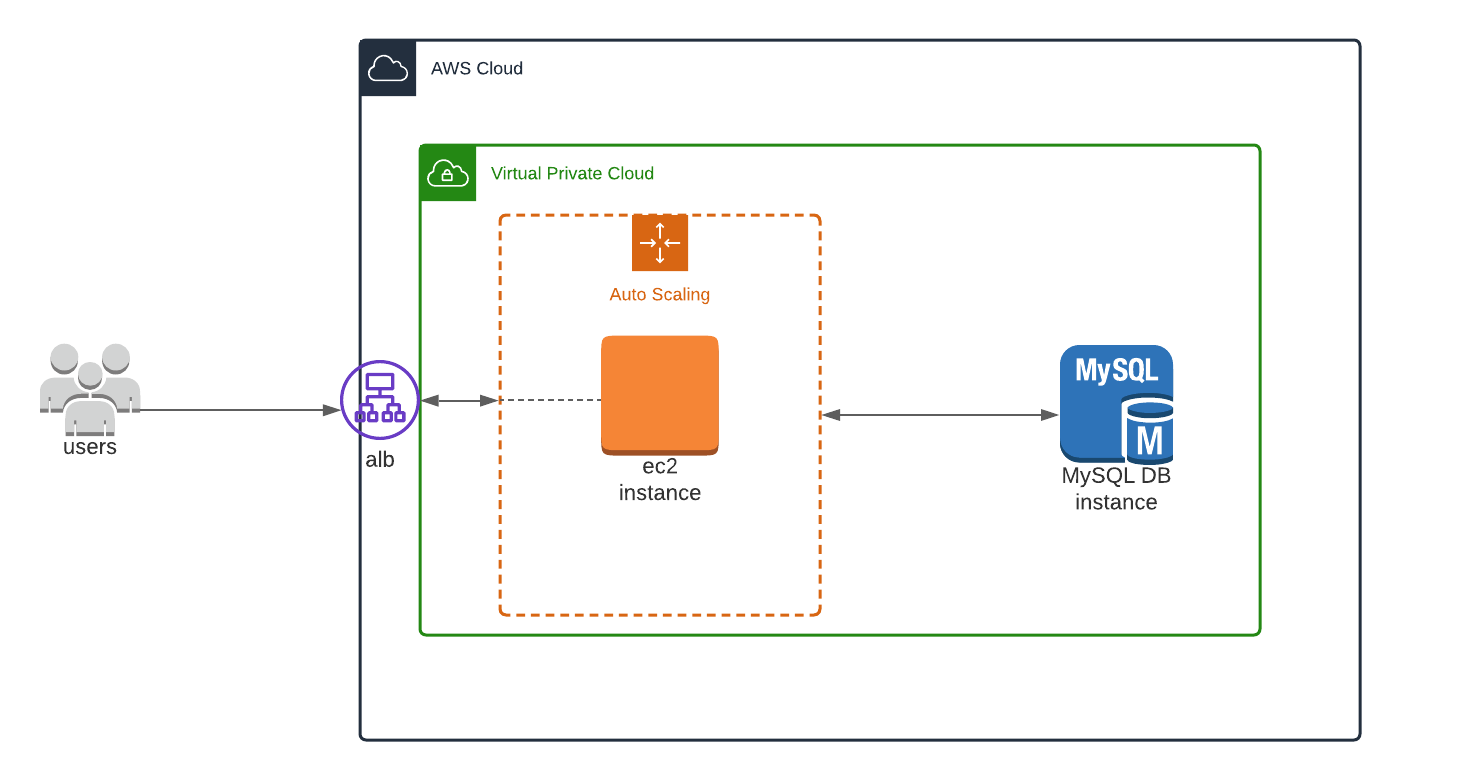 AWS Cloud
Virtual Private Cloud
Auto Scaling
users
alb
ec2
instance
MySQL
M
MySQL DB
instance